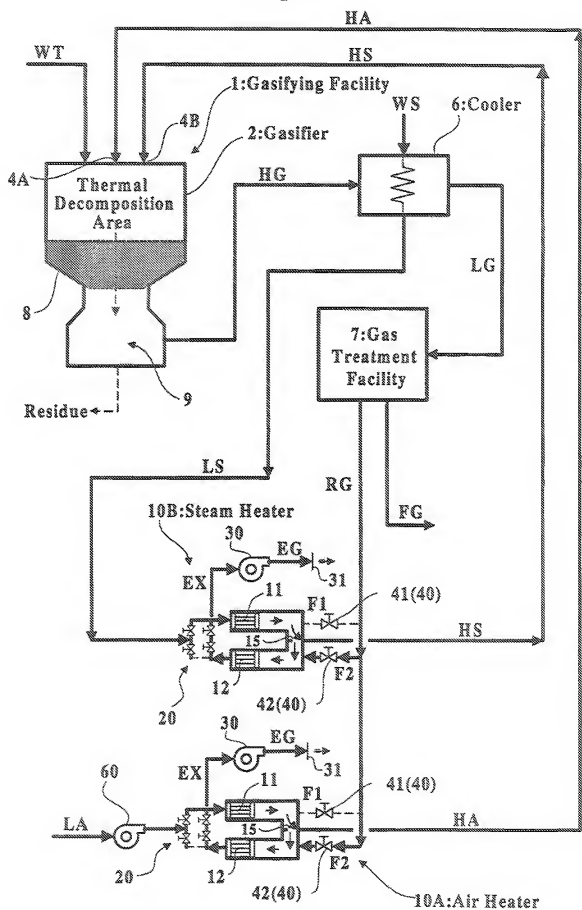 HA
WT
HS
1:Gasifying Facility
4B
WS
6:Cooler
2:Gasifier
4A
HG
Thermal
Decomposition
Area
LG
8
7:Gas
Treatment
Facility
9
Residue
LS
RG
FG
10B:Steam Heater
30
EG
31
EX
11
F1
41(40)
15
HS
12
F2
20
42(40)
30
EG
31
EX
60
11
F1
41(40)
LA
15
HA
20
12
F2
42(40)
10A:Air Heater